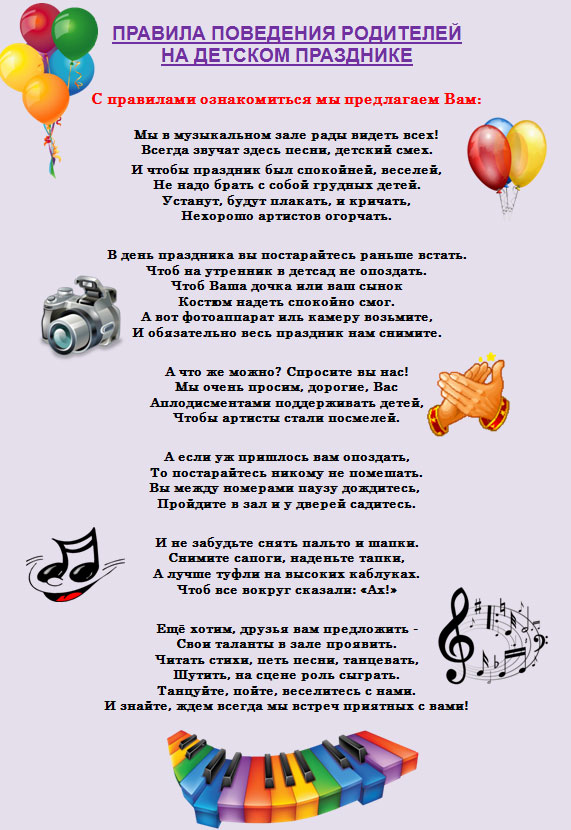 ПРАВИЛА ПОВЕДЕНИЯ РОДИТЕЛЕЙ
НА ДЕТСКОМ ПРАЗДНИКЕ
С правилами ознакомиться мы предлагаем Вам:
Мы в музыкальном зале рады видеть всех!
Всегда звучат здесь песни, детский смех.
И чтобы праздник был спокойней, веселей,
Не надо брать с собой грудных детей.
Устанут, будут плакать, и кричать,
Нехорошо артистов огорчать.
В день праздника вы постарайтесь раньше встать.
Чтоб на утренник в детсад не опоздать.
Чтоб Ваша дочка или ваш сынок
Костюм надеть спокойно смог.
А вот фотоаппарат иль камеру возьмите,
И обязательно весь праздник нам снимите.
А что же можно? Спросите вы нас!
Мы очень просим, дорогие, Вас
Аплодисментами поддерживать детей,
Чтобы артисты стали посмелей.
А если уж пришлось вам опоздать,
То постарайтесь никому не помешать.
Вы между номерами паузу дождитесь,
Пройдите в зал и у дверей садитесь.
И не забудьте снять пальто и шапки.
Снимите сапоги, наденьте тапки,
А лучше туфли на высоких каблуках.
Чтоб все вокруг сказали: «Ах!»
Ещё хотим, друзья вам предложить -
Свои таланты в зале проявить.
Читать стихи, петь песни, танцевать,
Шутить, на сцене роль сыграть.
Танцуйте, пойте, веселитесь с нами.
И знайте, ждем всегда мы встреч приятных с вами!